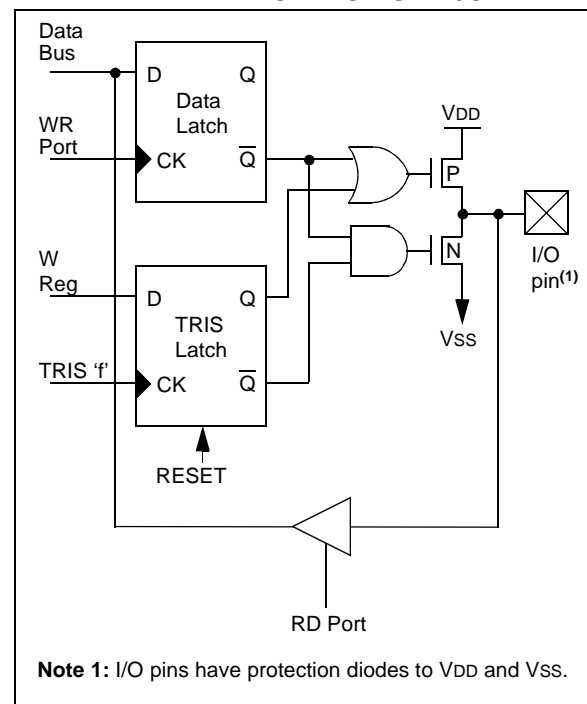 Data
Bus
D
Q
Data
Latch
WR
Port
CK
Q
VDD
P
N
I/O
pin(1)
VSS
W
Reg
D
Q
TRIS
Latch
TRIS ‘f’
CK
Q
RESET
RD Port
Note 1: I/O pins have protection diodes to VDD and VSS.